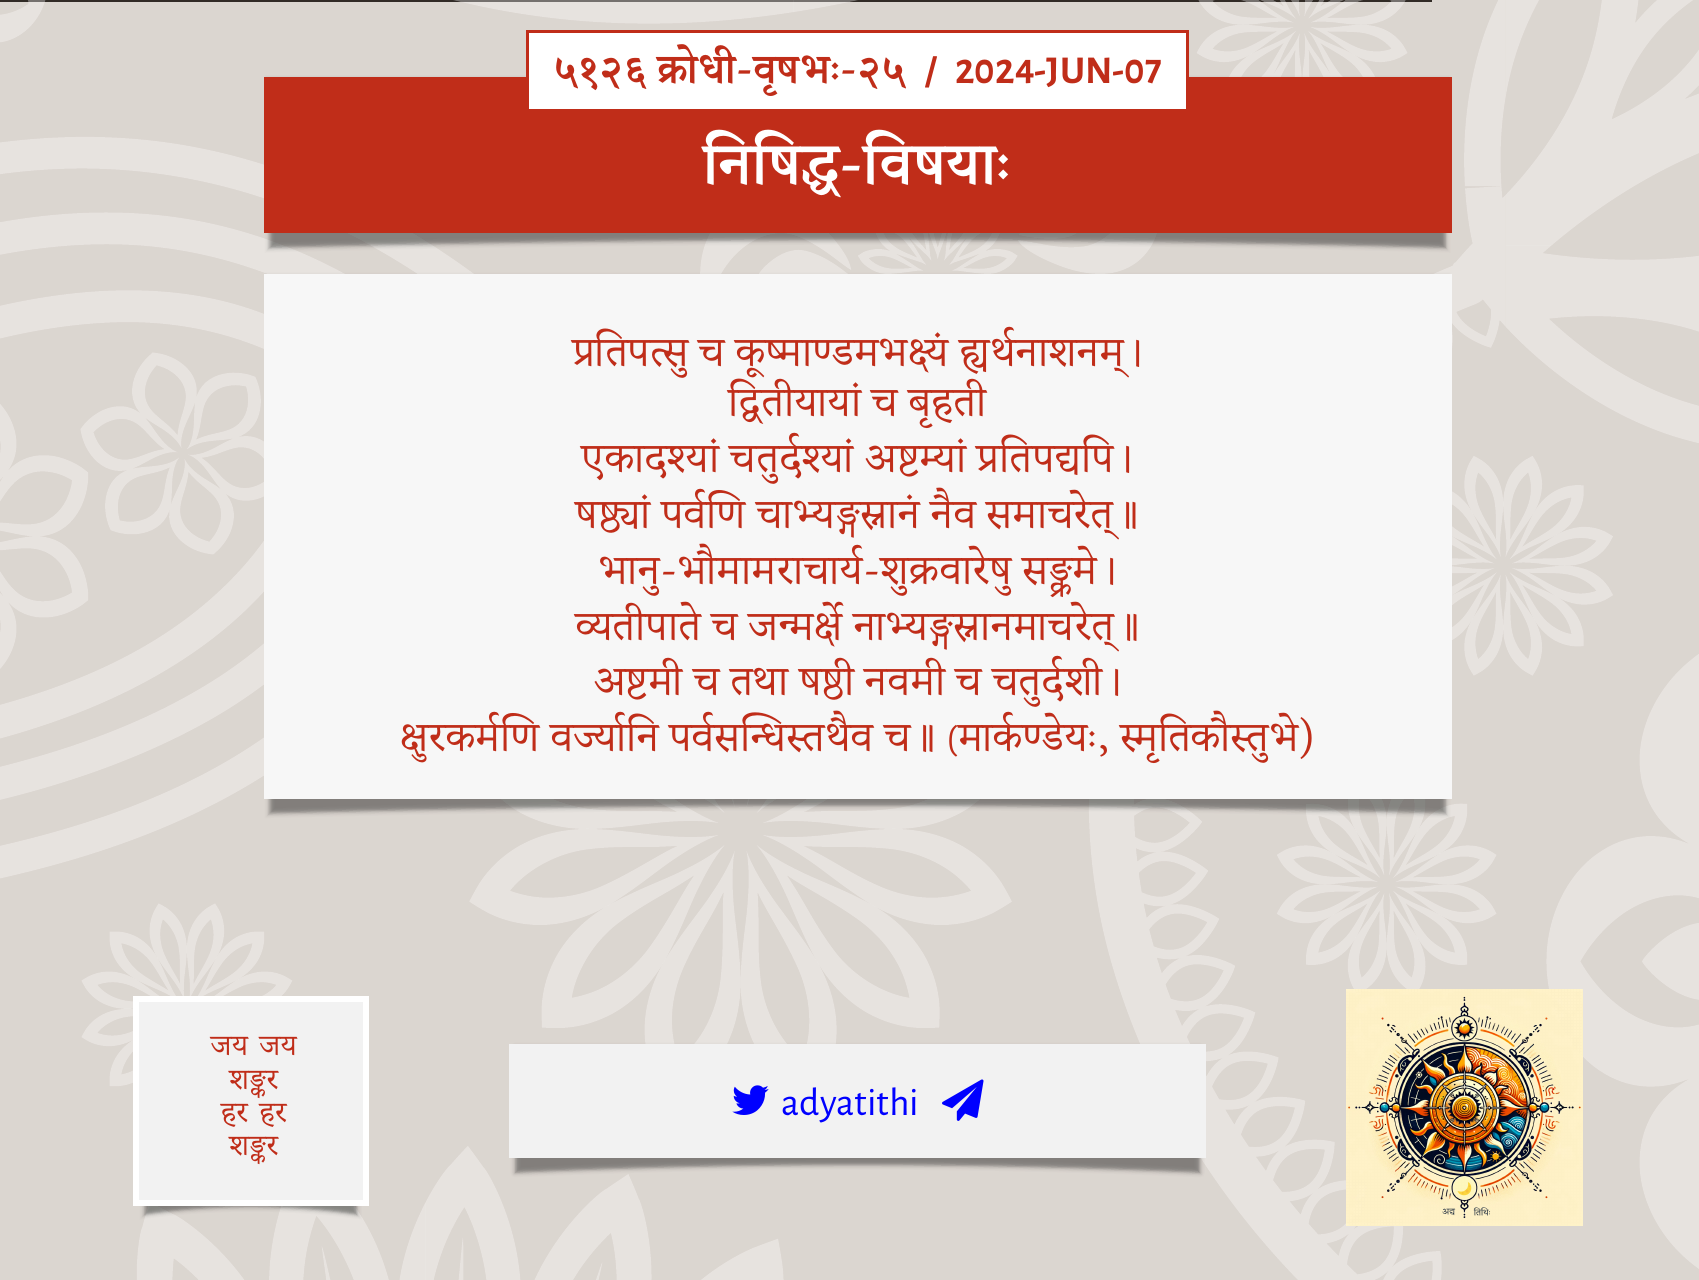 ५१२६ क्रोधी-वृषभः-२५ / 2024-JUN-07
निषिद्ध-विषयाः
प्रतिपत्सु च कूष्माण्डमभक्ष्यं ह्यर्थनाशनम्।
द्वितीयायां च बृहती
एकादश्यां चतुर्दश्यां अष्टम्यां प्रतिपद्यपि।
षष्ठ्यां पर्वणि चाभ्यङ्गस्नानं नैव समाचरेत्॥
भानु-भौमामराचार्य-शुक्रवारेषु सङ्क्रमे।
व्यतीपाते च जन्मर्क्षे नाभ्यङ्गस्नानमाचरेत्॥
अष्टमी च तथा षष्ठी नवमी च चतुर्दशी।
क्षुरकर्मणि वर्ज्यानि पर्वसन्धिस्तथैव च॥ (मार्कण्डेयः, स्मृतिकौस्तुभे)
जय जय
शङ्कर
हर हर
शङ्कर
adyatithi
अद्य तिथिः